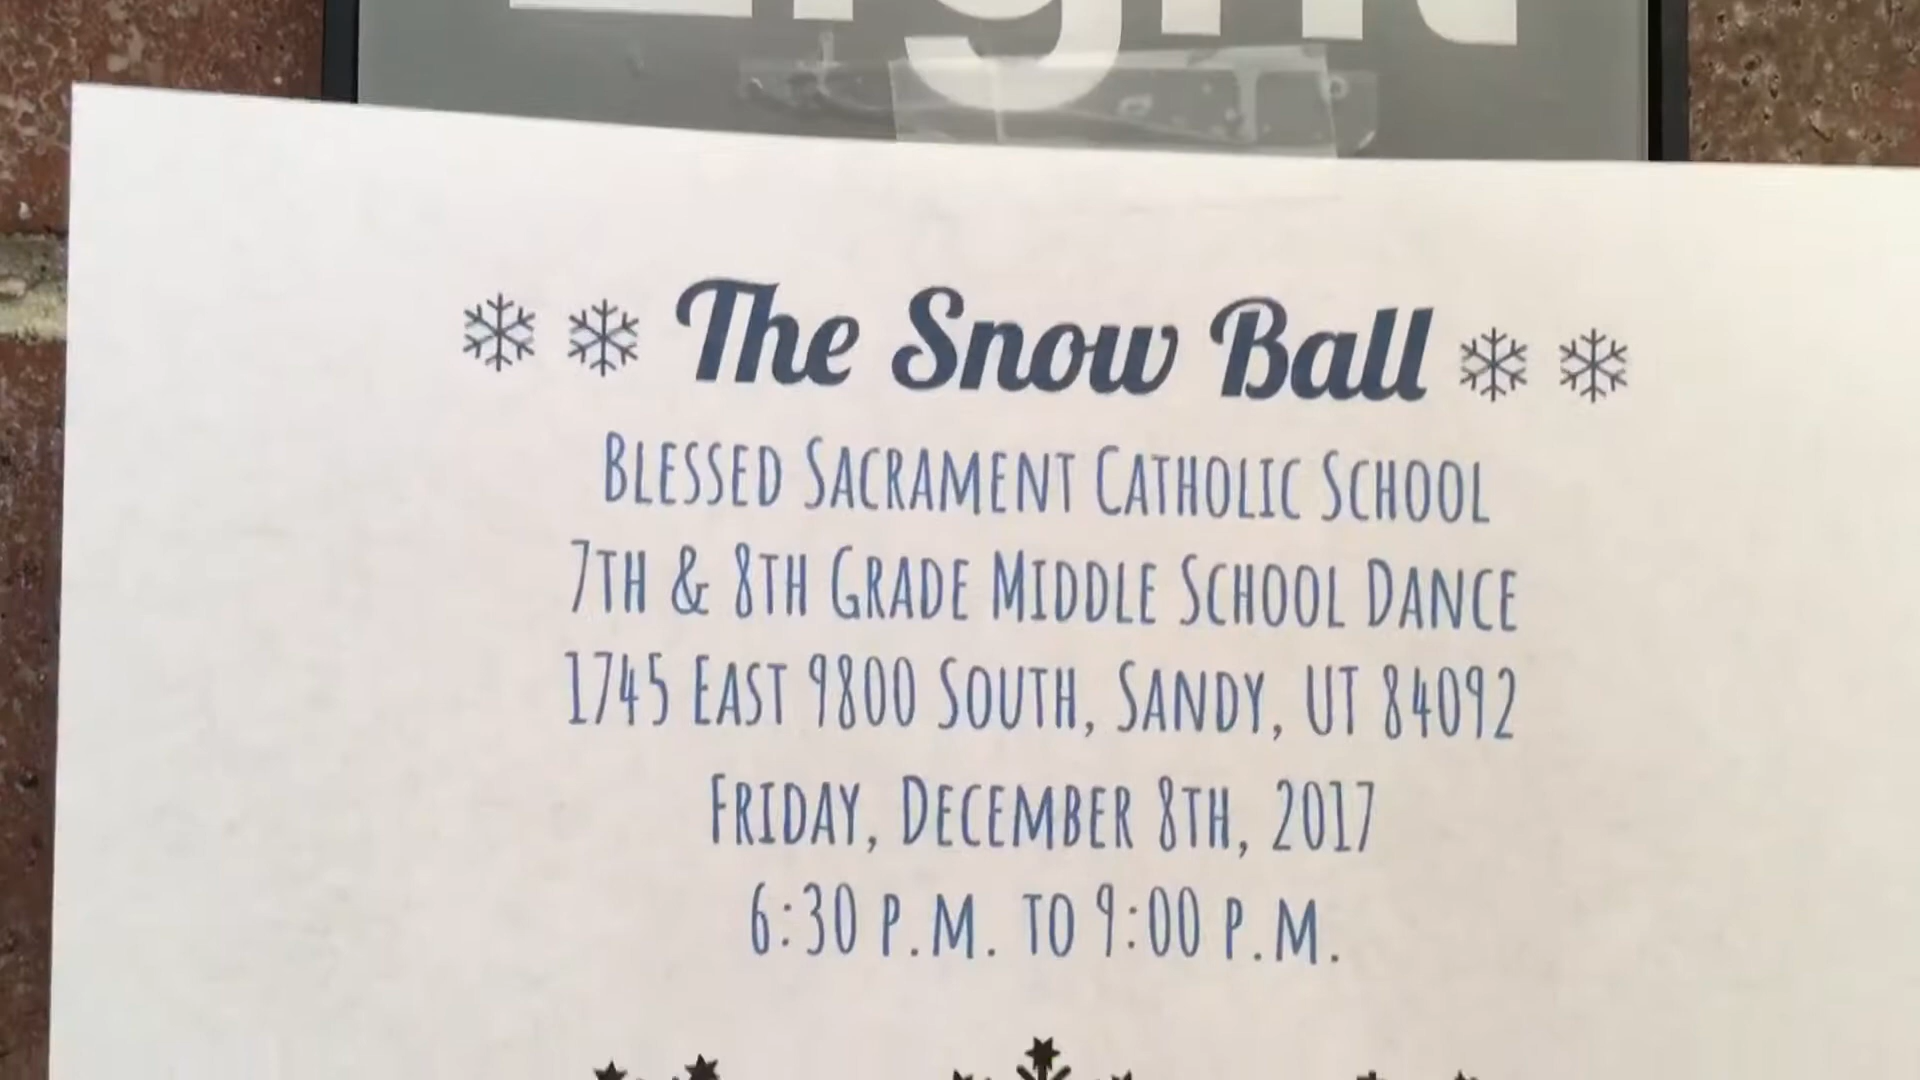 The Snow Ball
BLESSED SACRAMENT CATHOLIC SCHOOL
7TH & 8TH GRADE MIDDLE SCHOOL DANCE
1745 EAST 9800 SOUTH, SANDY, UT 84092
FRIDAY, DECEMBER 8TH, 2017
6:30 P.M. TO 9:00 P.M.